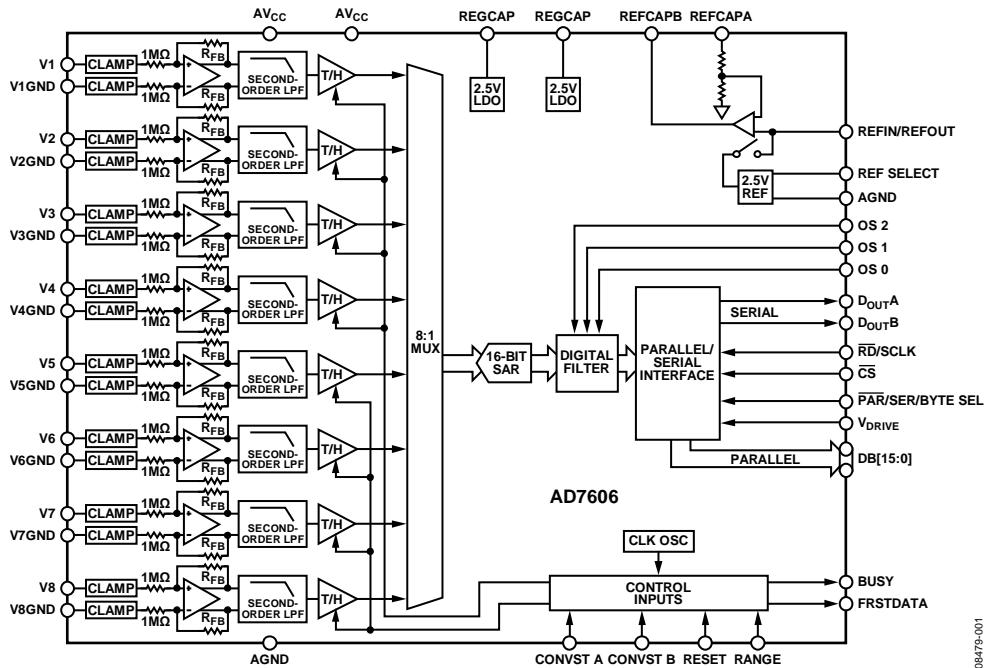 AVCC AVCC REGCAP REGCAP REFCAPB REFCAPA
V1 CLAMP 1MΩ RFB
V1GND CLAMP 1MΩ RFB
SECOND-
ORDER LPF
T/H
V2 CLAMP 1MΩ RFB
V2GND CLAMP 1MΩ RFB
SECOND-
ORDER LPF
T/H
V3 CLAMP 1MΩ RFB
V3GND CLAMP 1MΩ RFB
SECOND-
ORDER LPF
T/H
V4 CLAMP 1MΩ RFB
V4GND CLAMP 1MΩ RFB
SECOND-
ORDER LPF
T/H
V5 CLAMP 1MΩ RFB
V5GND CLAMP 1MΩ RFB
SECOND-
ORDER LPF
T/H
V6 CLAMP 1MΩ RFB
V6GND CLAMP 1MΩ RFB
SECOND-
ORDER LPF
T/H
V7 CLAMP 1MΩ RFB
V7GND CLAMP 1MΩ RFB
SECOND-
ORDER LPF
T/H
V8 CLAMP 1MΩ RFB
V8GND CLAMP 1MΩ RFB
SECOND-
ORDER LPF
T/H
8:1
MUX
2.5V
LDO
2.5V
LDO
REFIN/REFOUT
2.5V
REF
REF SELECT
AGND
OS 2
OS 1
OS 0
16-BIT
SAR
DIGITAL
FILTER
PARALLEL/
SERIAL
INTERFACE
SERIAL
DOUTA
DOUTB
RD/SCLK
CS
PAR/SER/BYTE SEL
VDRIVE
PARALLEL
DB[15:0]
AD7606
CLK OSC
CONTROL
INPUTS
BUSY
FRSTDATA
AGND CONVST A CONVST B RESET RANGE
08479-001